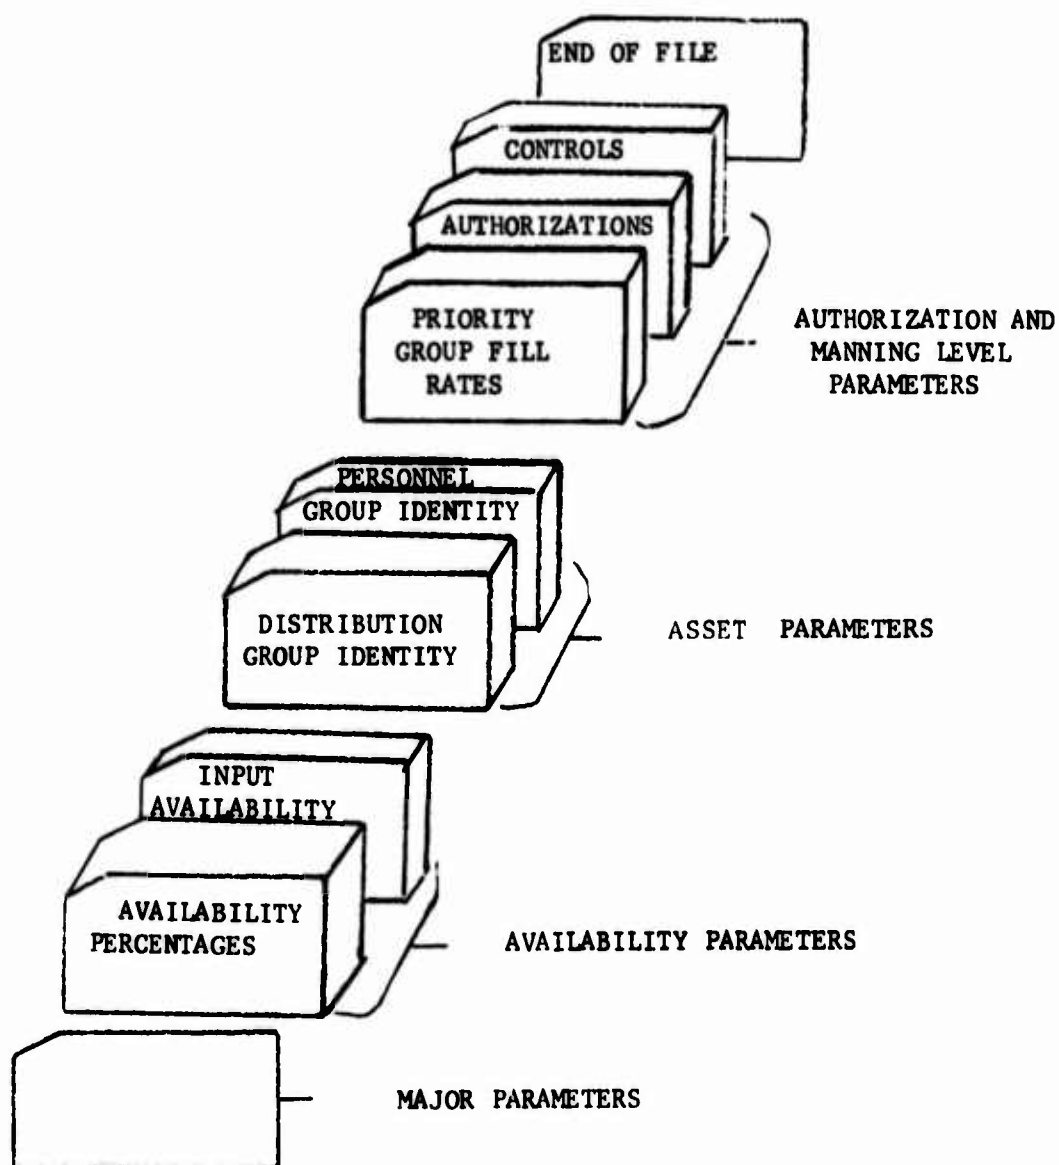 END OF FILE
CONTROLS
AUTHORIZATIONS
PRIORITY
GROUP FILL
RATES
AUTHORIZATION AND
MANNING LEVEL
PARAMETERS
PERSONNEL
GROUP IDENTITY
DISTRIBUTION
GROUP IDENTITY
ASSET PARAMETERS
INPUT
AVAILABILITY
AVAILABILITY
PERCENTAGES
AVAILABILITY PARAMETERS
MAJOR PARAMETERS